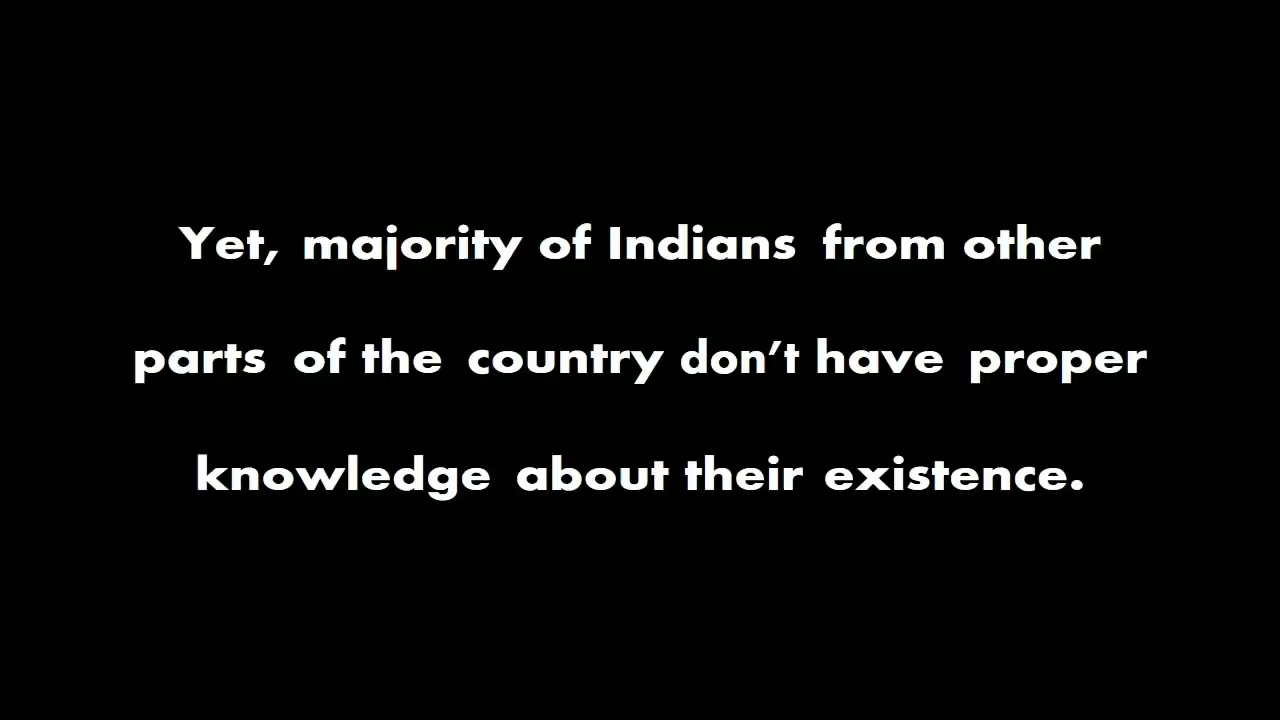 Yet, majority of Indians from other
parts of the country don’t have proper
knowledge about their existence.